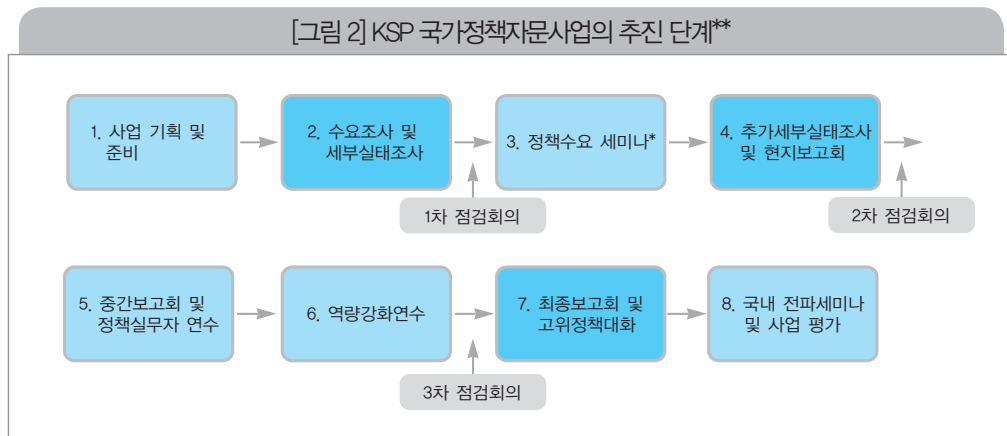 [그림 2] KSP 국가정책자문사업의 추진 단계**
1. 사업 기획 및
준비
2. 수요조사 및
세부실태조사
3. 정책수요 세미나*
4. 추가세부실태조사
및 현지보고회
1차 점검회의
2차 점검회의
5. 중간보고회 및
정책실무자 연수
6. 역량강화연수
7. 최종보고회 및
고위정책대화
8. 국내 전파세미나
및 사업 평가
3차 점검회의